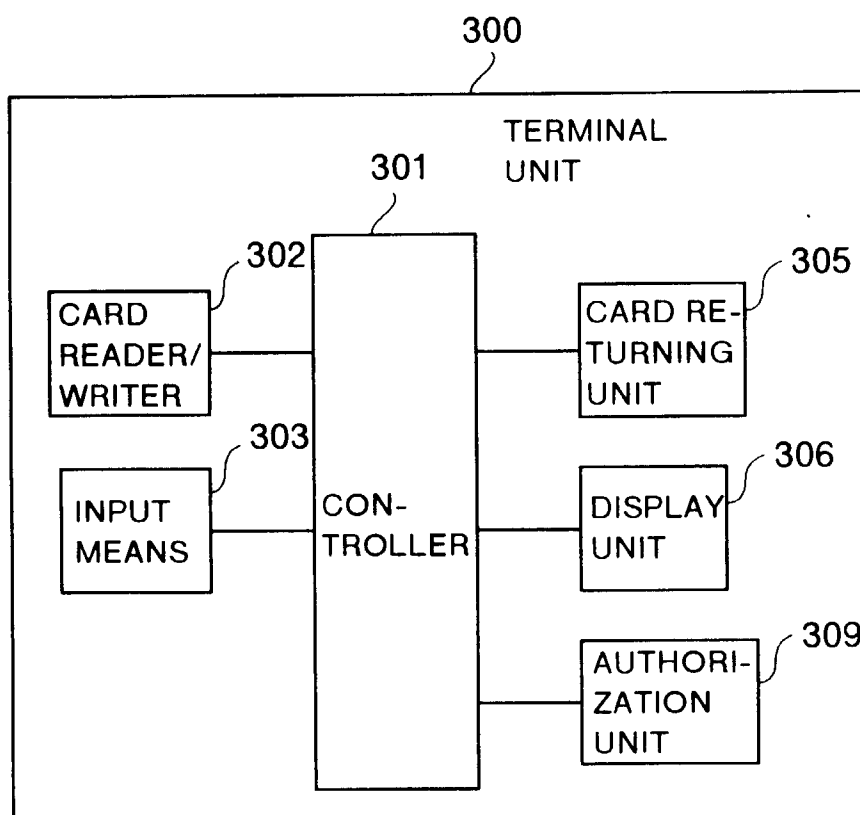 300
TERMINAL
UNIT
301
302
CARD
READER/
WRITER
303
INPUT
MEANS
CON-
TROLLER
305
CARD RE-
TURNING
UNIT
306
DISPLAY
UNIT
309
AUTHORI-
ZATION
UNIT